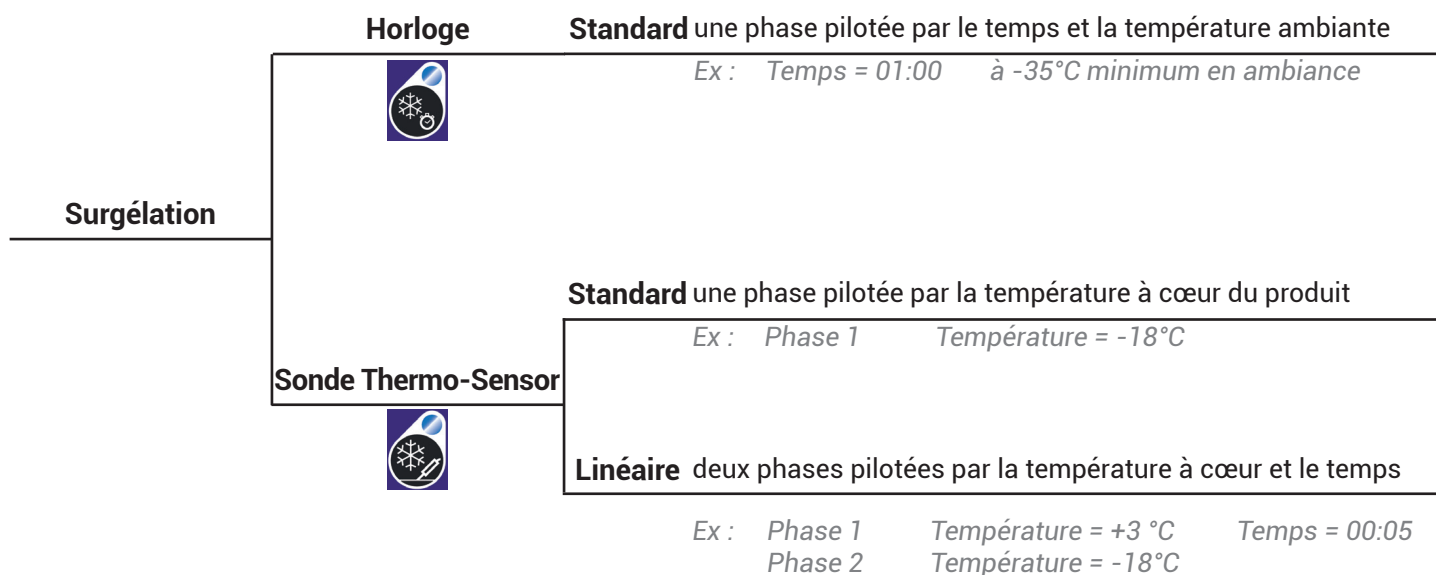 Horloge
Standard une phase pilotée par le temps et la température ambiante
Ex : Temps = 01:00 à -35°C minimum en ambiance
Surgélation
Standard une phase pilotée par la température à cœur du produit
Ex : Phase 1 Température = -18°C
Sonde Thermo-Sensor
Linéaire deux phases pilotées par la température à cœur et le temps
Ex : Phase 1 Température = +3 °C Temps = 00:05
Phase 2 Température = -18°C